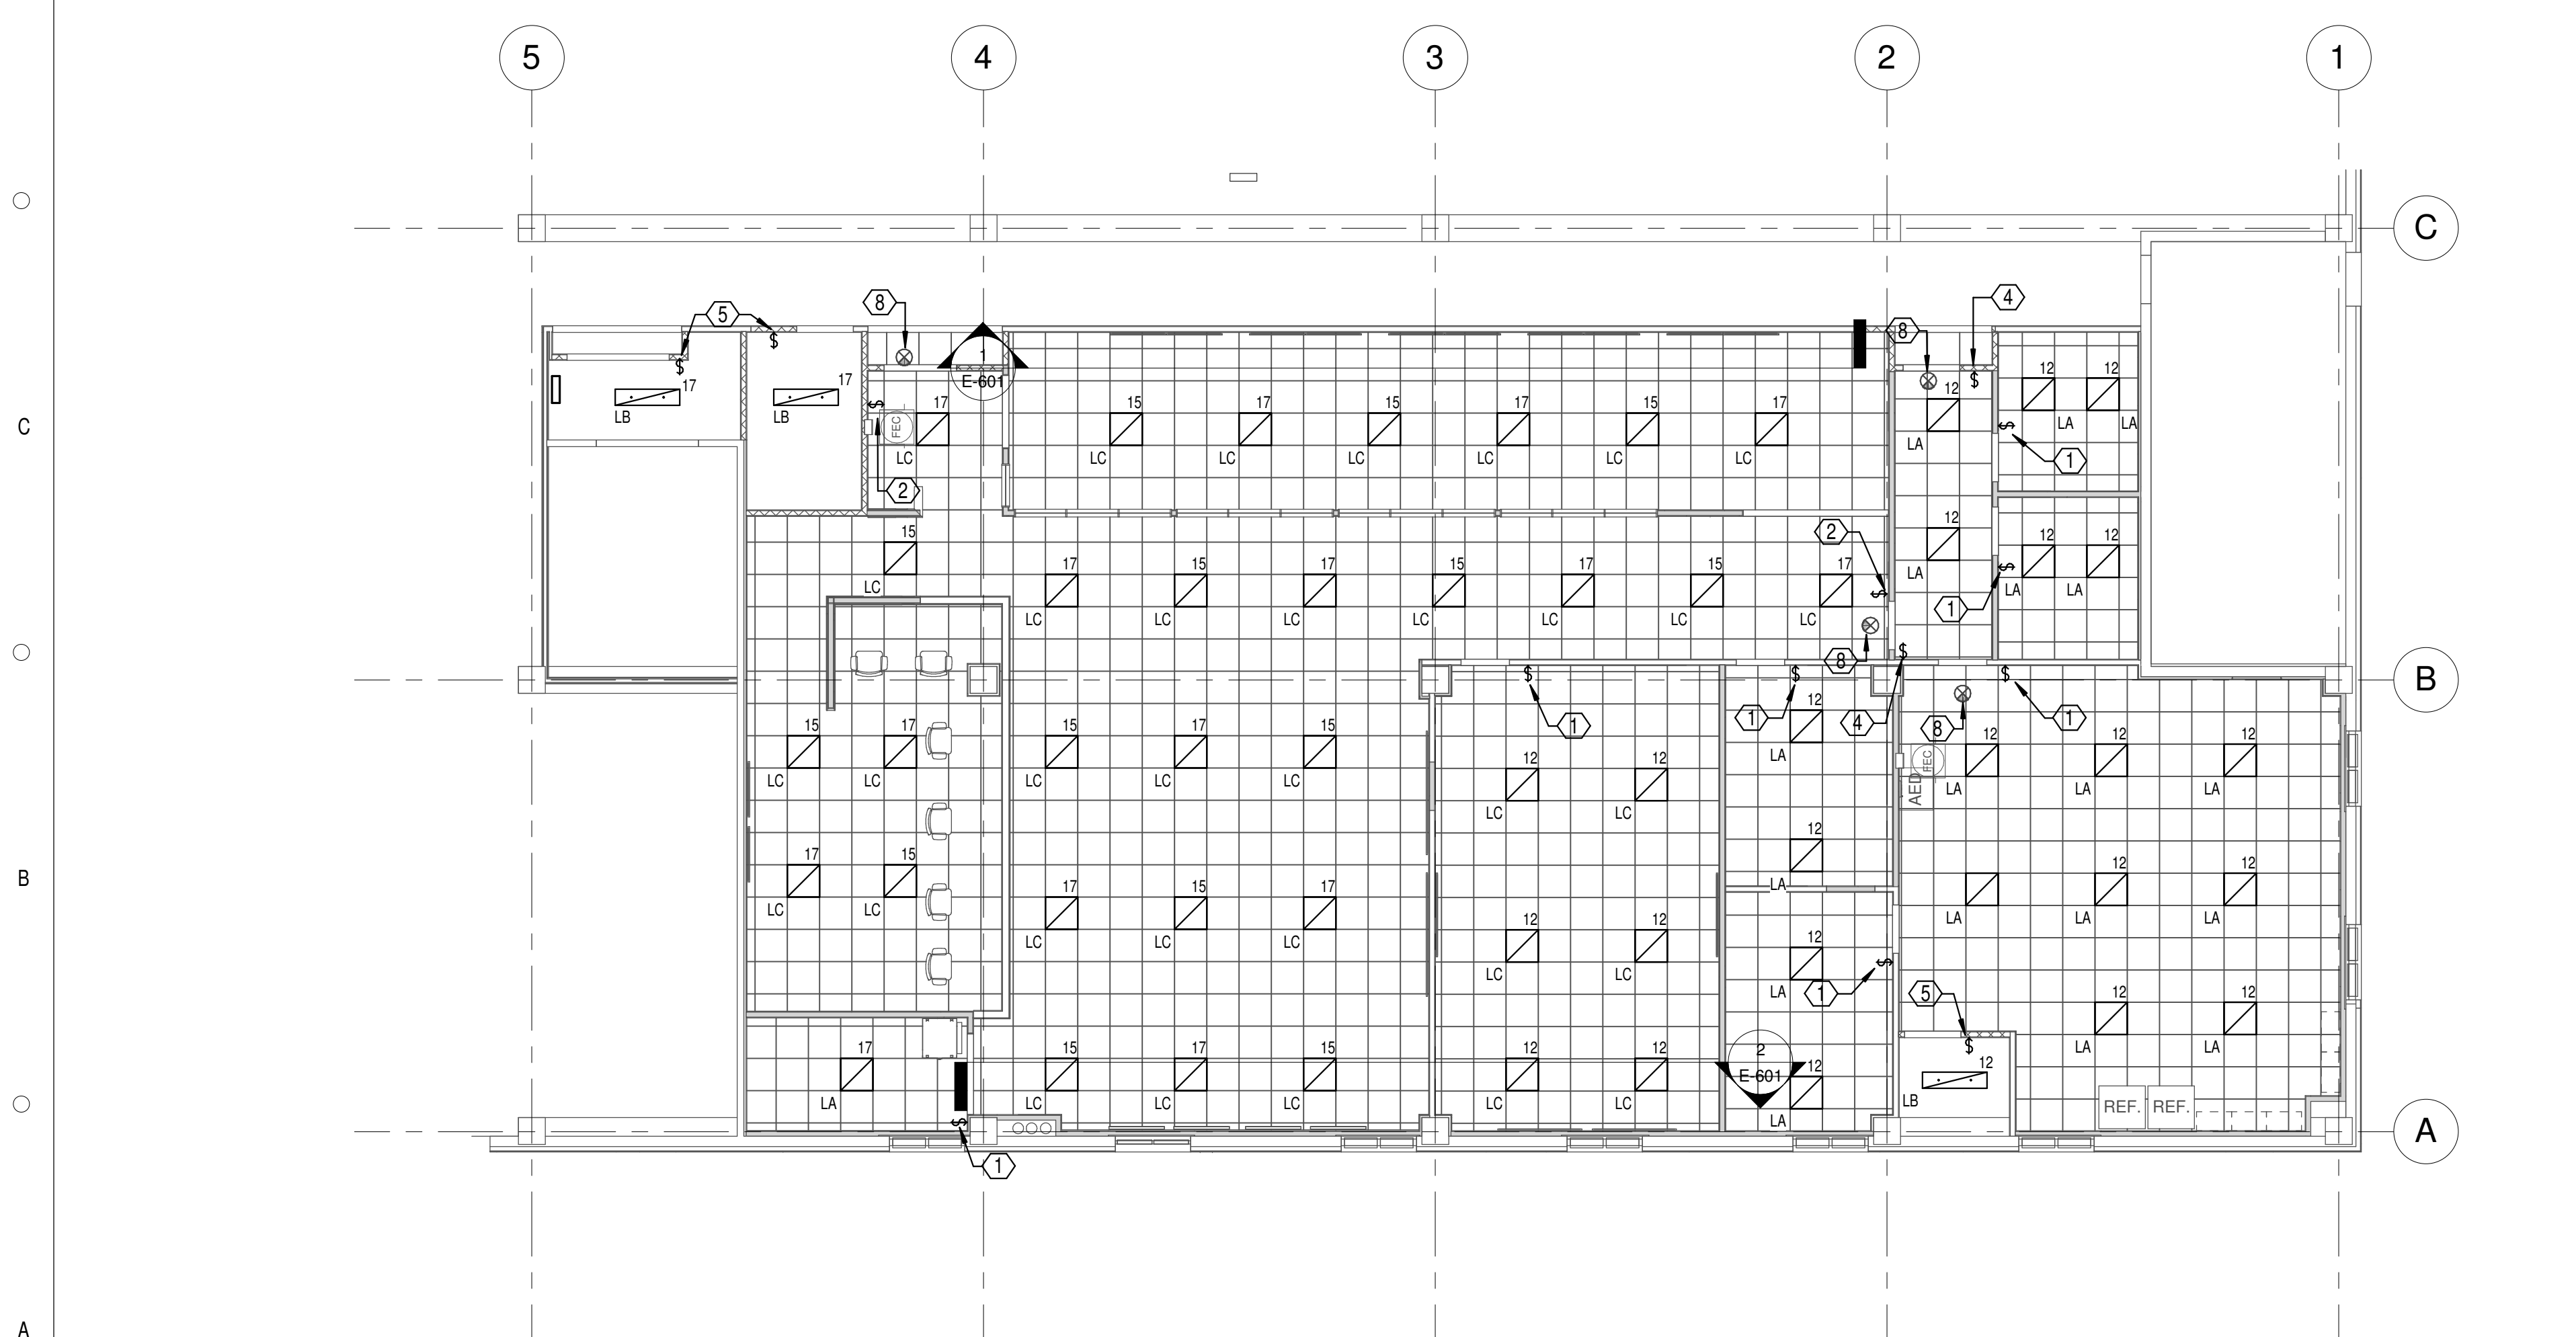 5 4 3 2 1
C
8 4
5 8
1
E-601
17 17 12 12 12
LB LB 17 15 17 15 17 15 17
FEC
C
LA LA LA
LC LC LC LC LC LC LC
1
2
15 2 12 12 12
LC 17 15 17 15 17 15 17 LA
LA LA
1
LC LC LC LC LC LC LC
8
B
12
1 1 4 8 1
15 17 15 17 15 12 12 12
LA
12 12 FEC
LC LC LC LC LC AED LA LA LA
LC LC
17 15 12 12 12
B
17 15 17 LA
LC LC 12 12 LA LA LA
12
LC LC LC
LC LC
LA 1 5
12 12
17 15 17 15 12 12 2
E-601
12 12
LA LA
LA LC LC LC LC LC LB
REF. REF.
LA
A
1
A